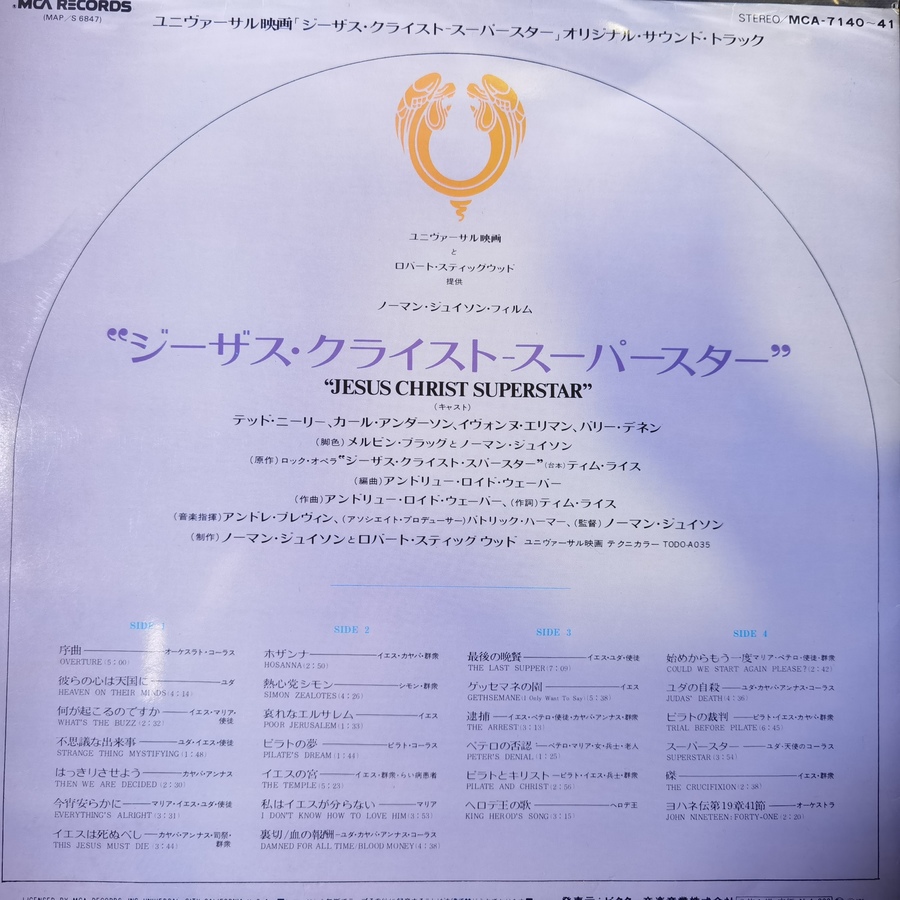 MCA RECORDS
(MAP/S 6847)
STEREO/MCA-7140~41
ユニヴァーサル映画「ジーザス・クライスト・スーパースター」オリジナル・サウンド・トラック
ユニヴァーサル映画
と
ロバート・スティッグウッド
提供
ノーマン・ジュイソン・フィルム
“ジーザス・クライスト-スーパースター”
“JESUS CHRIST SUPERSTAR”
(キャスト)
テッド・ニーリー、カール・アンダーソン、イヴォンヌ・エリマン、バリー・デネン
(脚色)メルビン・ブラッグとノーマン・ジュイソン
(原作)ロック・オペラ“ジーザス・クライスト・スパースター”(台本)ティム・ライス
(編曲)アンドリュー・ロイド・ウェーバー
(作曲)アンドリュー・ロイド・ウェーバー、(作詞)ティム・ライス
(音楽指揮)アンドレ・プレヴィン、(アソシエイト・プロデューサー)パトリック・ハーマー、(監督)ノーマン・ジュイソン
(制作)ノーマン・ジュイソンとロバート・スティッグウッド ユニヴァーサル映画 テクニカラー TODO-A035
SIDE 1
序曲 オーケスラト・コーラス
OVERTURE(5:00)
彼らの心は天国に ユダ
HEAVEN ON THEIR MINDS(4:14)
何が起こるのですか イエス・マリア・使徒
WHAT'S THE BUZZ(2:32)
不思議な出来事 ユダ・イエス・使徒
STRANGE THING MYSTIFYING(1:48)
はっきりさせよう カヤパ・アンナス
THEN WE ARE DECIDED(2:30)
今宵安らかに マリア・イエス・ユダ・使徒
EVERYTHING'S ALRIGHT(3:31)
イエスは死ぬべし カヤパ・アンナス・司祭・群衆
THIS JESUS MUST DIE(3:44)
SIDE 2
ホザンナ イエス・カヤパ・群衆
HOSANNA(2:50)
熱心党シモン シモン・群衆
SIMON ZEALOTES(4:26)
哀れなエルサレム イエス
POOR JERUSALEM(1:33)
ピラトの夢 ピラト・コーラス
PILATE'S DREAM(1:44)
イエスの宮 イエス・群衆・らい病患者
THE TEMPLE(5:23)
私はイエスが分らない マリア
I DON'T KNOW HOW TO LOVE HIM(3:53)
裏切/血の報酬 ユダ・カヤパ・アンナス・コーラス
DAMNED FOR ALL TIME/BLOOD MONEY(4:38)
SIDE 3
最後の晩餐 イエス・ユダ・使徒
THE LAST SUPPER(7:09)
ゲッセマネの園 イエス
GETHSEMANE(I Only Want To Say)(5:38)
逮捕 イエス・ペテロ・使徒・カヤパ・アンナス・群衆
THE ARREST(3:15)
ペテロの否認 ペテロ・マリア・女・兵士・老人
PETER'S DENIAL(1:25)
ピラトとキリスト ピラト・イエス・兵士・群衆
PILATE AND CHRIST(2:56)
ヘロデ王の歌 ヘロデ王
KING HEROD'S SONG(3:15)
SIDE 4
始めからもう一度 マリア・ペテロ・使徒・群衆
COULD WE START AGAIN PLEASE?(2:42)
ユダの自殺 ユダ・カヤパ・アンナス・コーラス
JUDAS' DEATH(4:36)
ピラトの裁判 ピラト・イエス・カヤパ・群衆
TRIAL BEFORE PILATE(6:45)
スーパースター ユダ・天使のコーラス
SUPERSTAR(3:54)
磔 イエス・群衆
THE CRUCIFIXION(2:38)
ヨハネ伝第19章41節 オーケストラ
JOHN NINETEEN:FORTY-ONE(2:20)